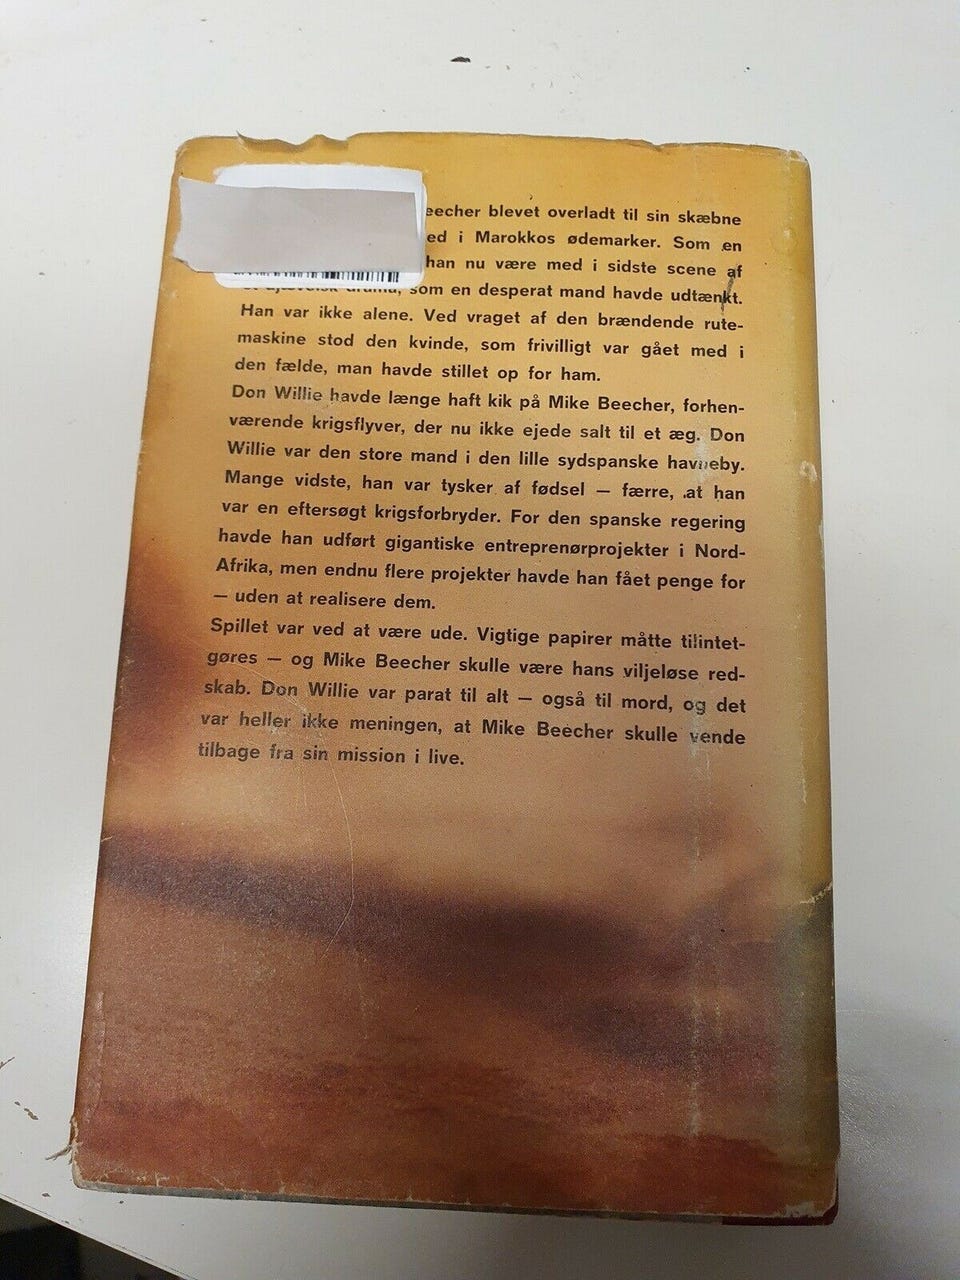 eecher blevet overladt til sin skæbne
ed i Marokkos ødemarker. Som en
han nu være med i sidste scene af
drama, som en desperat mand havde udtænkt.
Han var ikke alene. Ved vraget af den brændende rute-
maskine stod den kvinde, som frivilligt var gået med i
den fælde, man havde stillet op for ham.
Don Willie havde længe haft kik på Mike Beecher, forhen-
værende krigsflyver, der nu ikke ejede salt til et æg. Don
Willie var den store mand i den lille sydspanske havneby.
Mange vidste, han var tysker af fødsel — færre, at han
var en eftersøgt krigsforbryder. For den spanske regering
havde han udført gigantiske entreprenørprojekter i Nord-
Afrika, men endnu flere projekter havde han fået penge for
— uden at realisere dem.
Spillet var ved at være ude. Vigtige papirer måtte tilintet-
gøres — og Mike Beecher skulle være hans viljeløse red-
skab. Don Willie var parat til alt — også til mord, og det
var heller ikke meningen, at Mike Beecher skulle vende
tilbage fra sin mission i live.